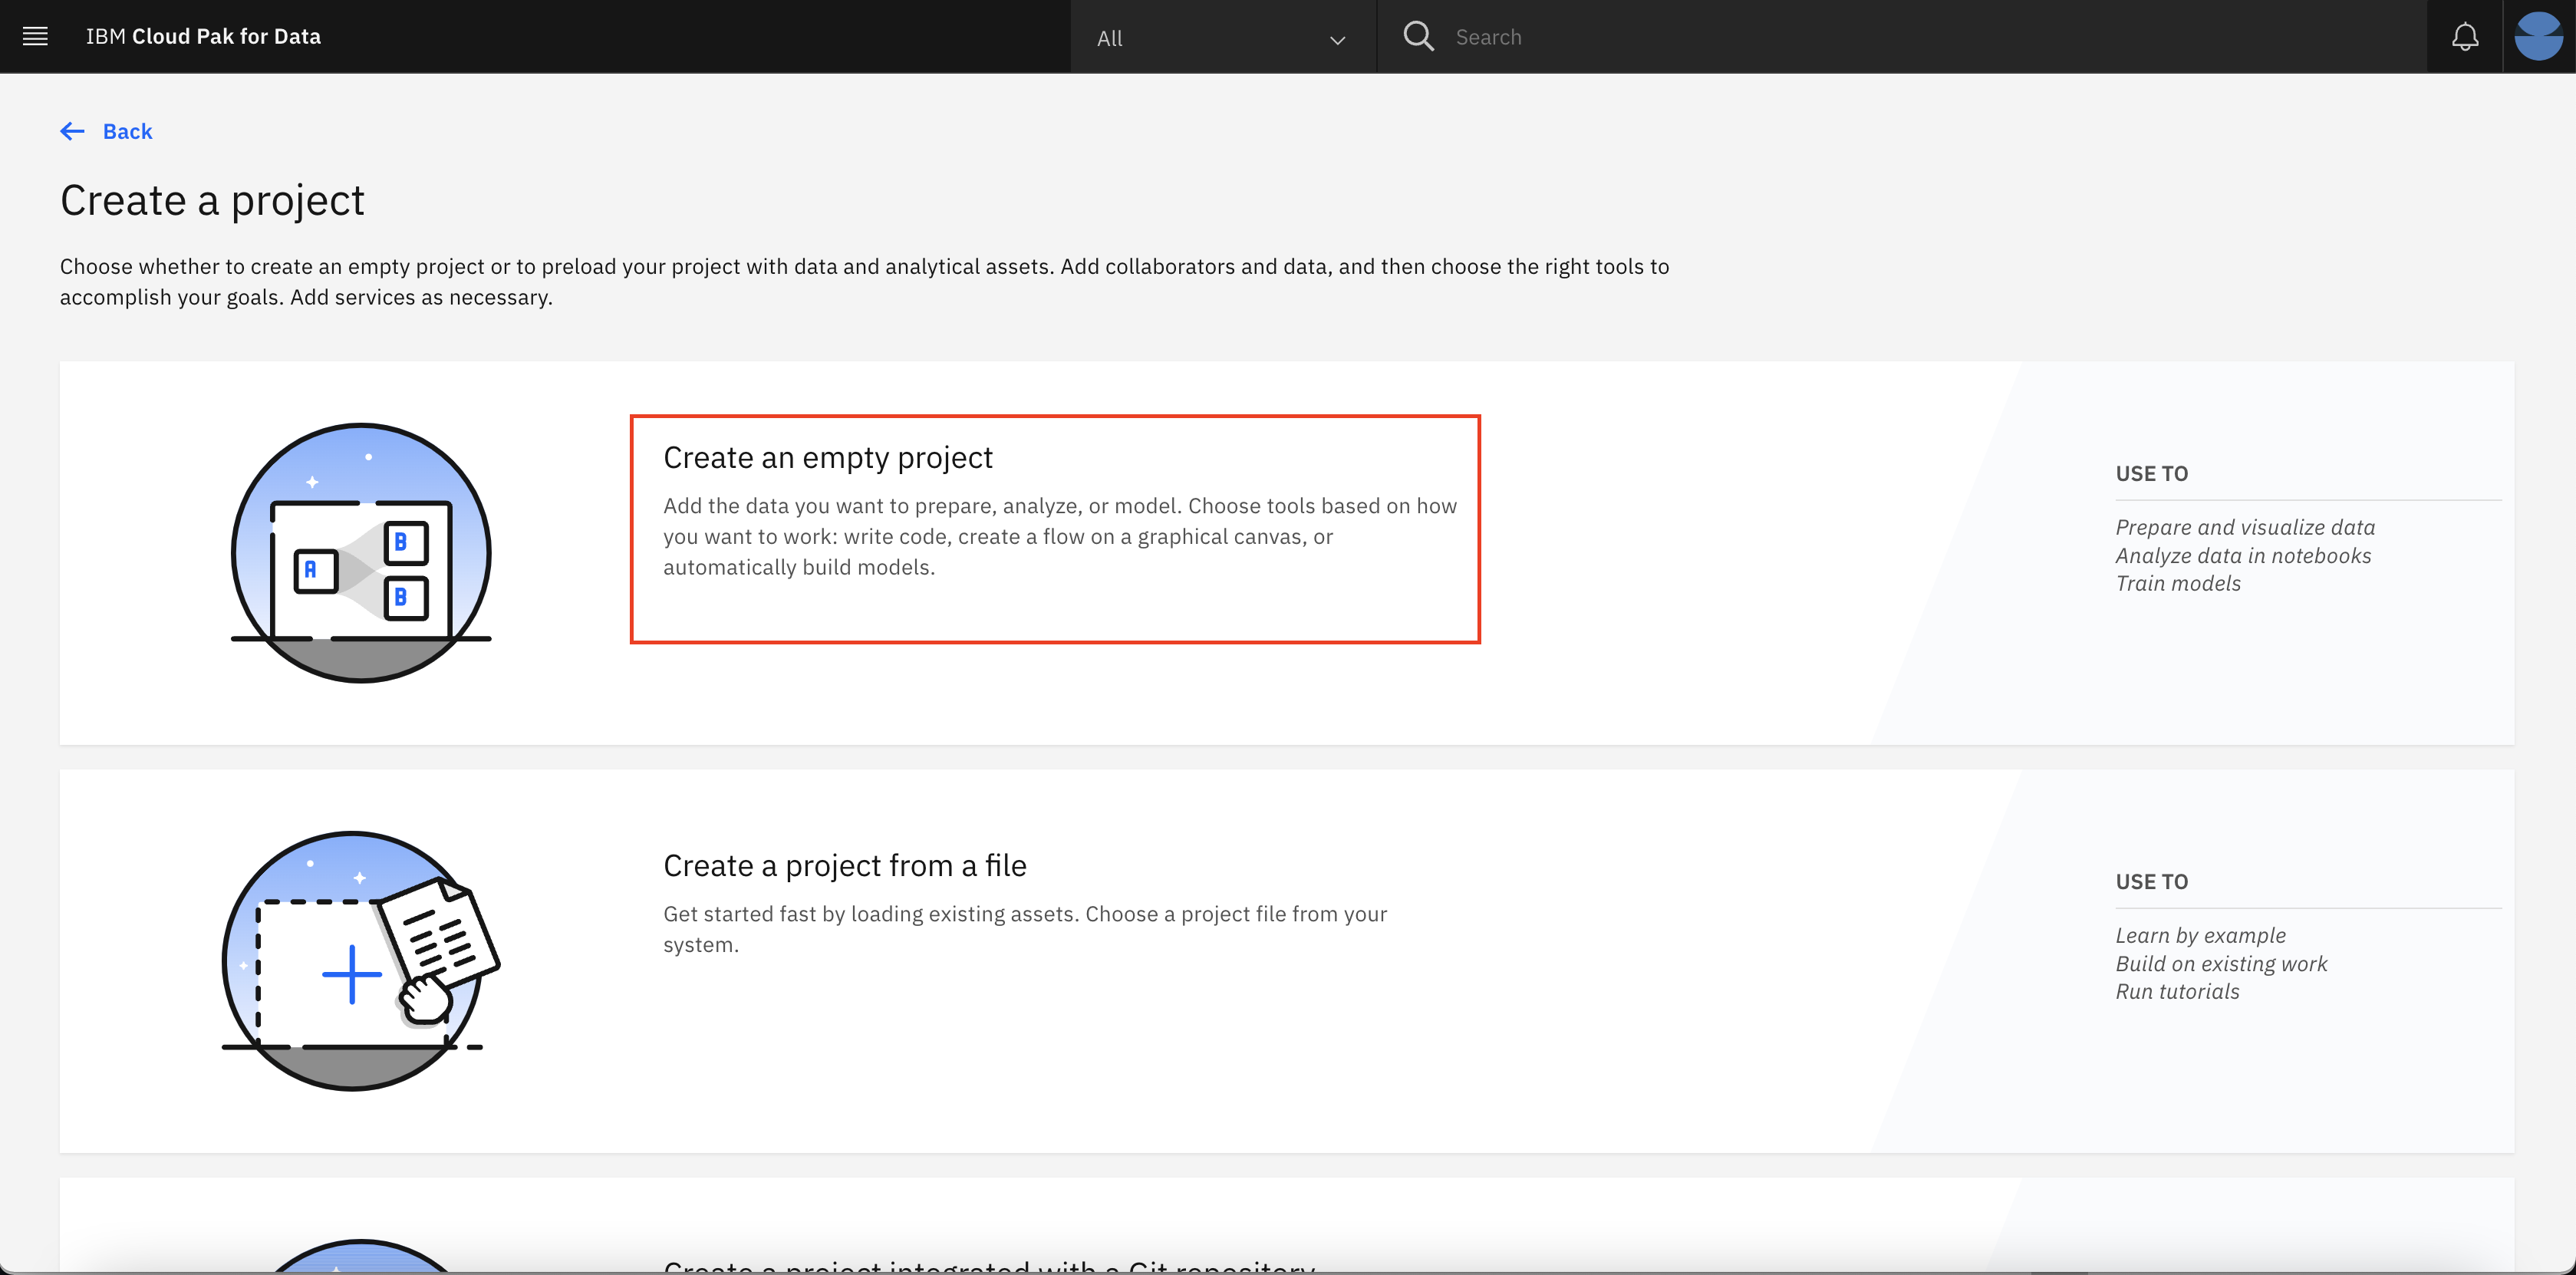 IBM Cloud Pak for Data
All
Search
Back
Create a project
Choose whether to create an empty project or to preload your project with data and analytical assets. Add collaborators and data, and then choose the right tools to
accomplish your goals. Add services as necessary.
A
B
B
Create an empty project
Add the data you want to prepare, analyze, or model. Choose tools based on how
you want to work: write code, create a flow on a graphical canvas, or
automatically build models.
USE TO
Prepare and visualize data
Analyze data in notebooks
Train models
Create a project from a file
Get started fast by loading existing assets. Choose a project file from your
system.
USE TO
Learn by example
Build on existing work
Run tutorials
Create a project integrated with a Git repository